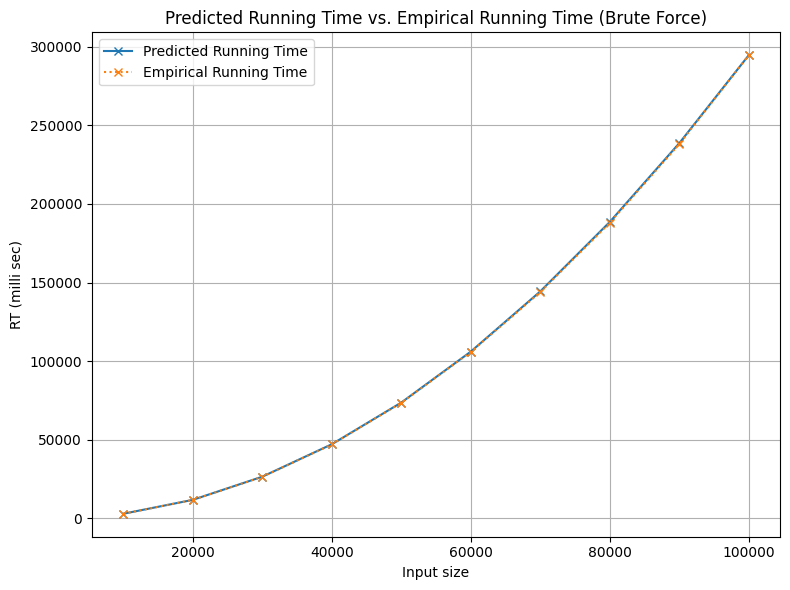 Predicted Running Time vs. Empirical Running Time (Brute Force)
Predicted Running Time
Empirical Running Time
300000
250000
200000
150000
100000
50000
0
RT (milli sec)
20000 40000 60000 80000 100000
Input size